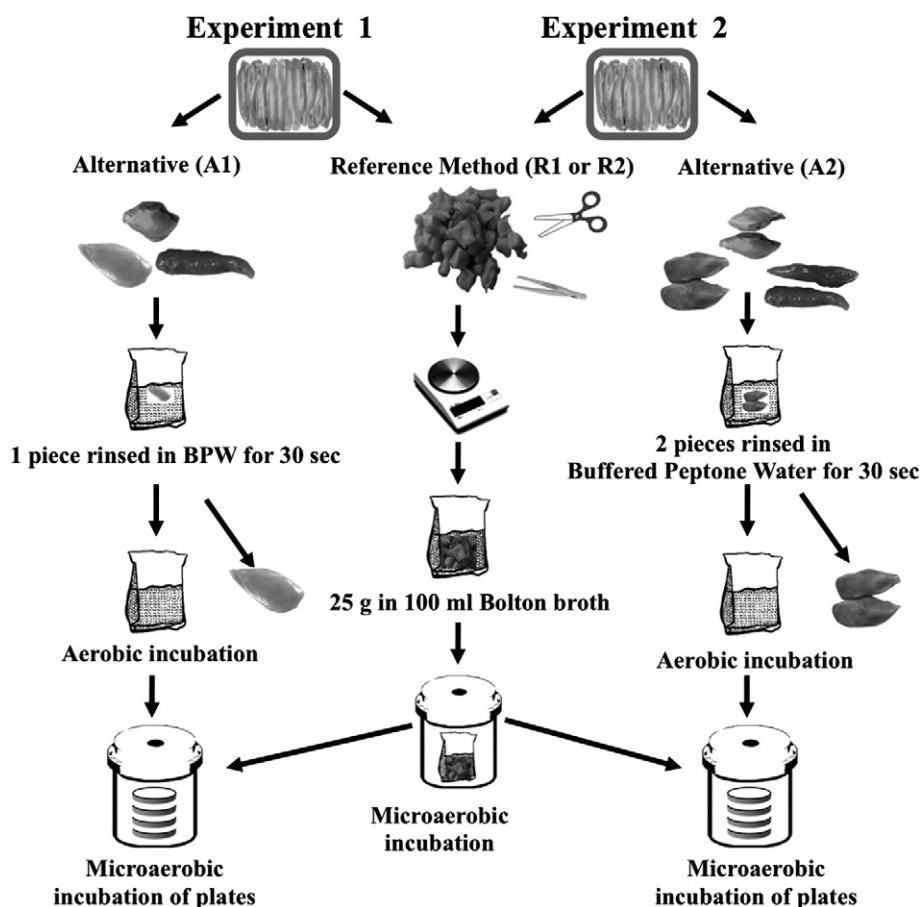 Experiment 1
Experiment 2
Alternative (A1)
Reference Method (R1 or R2)
Alternative (A2)
1 piece rinsed in BPW for 30 sec
2 pieces rinsed in
Buffered Peptone Water for 30 sec
25 g in 100 ml Bolton broth
Aerobic incubation
Aerobic incubation
Microaerobic
incubation
Microaerobic
incubation of plates
Microaerobic
incubation of plates